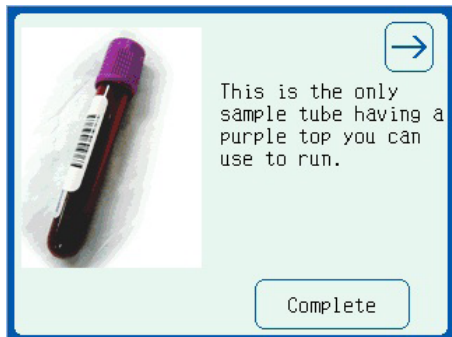 This is the only
sample tube having a
purple top you can
use to run.
Complete